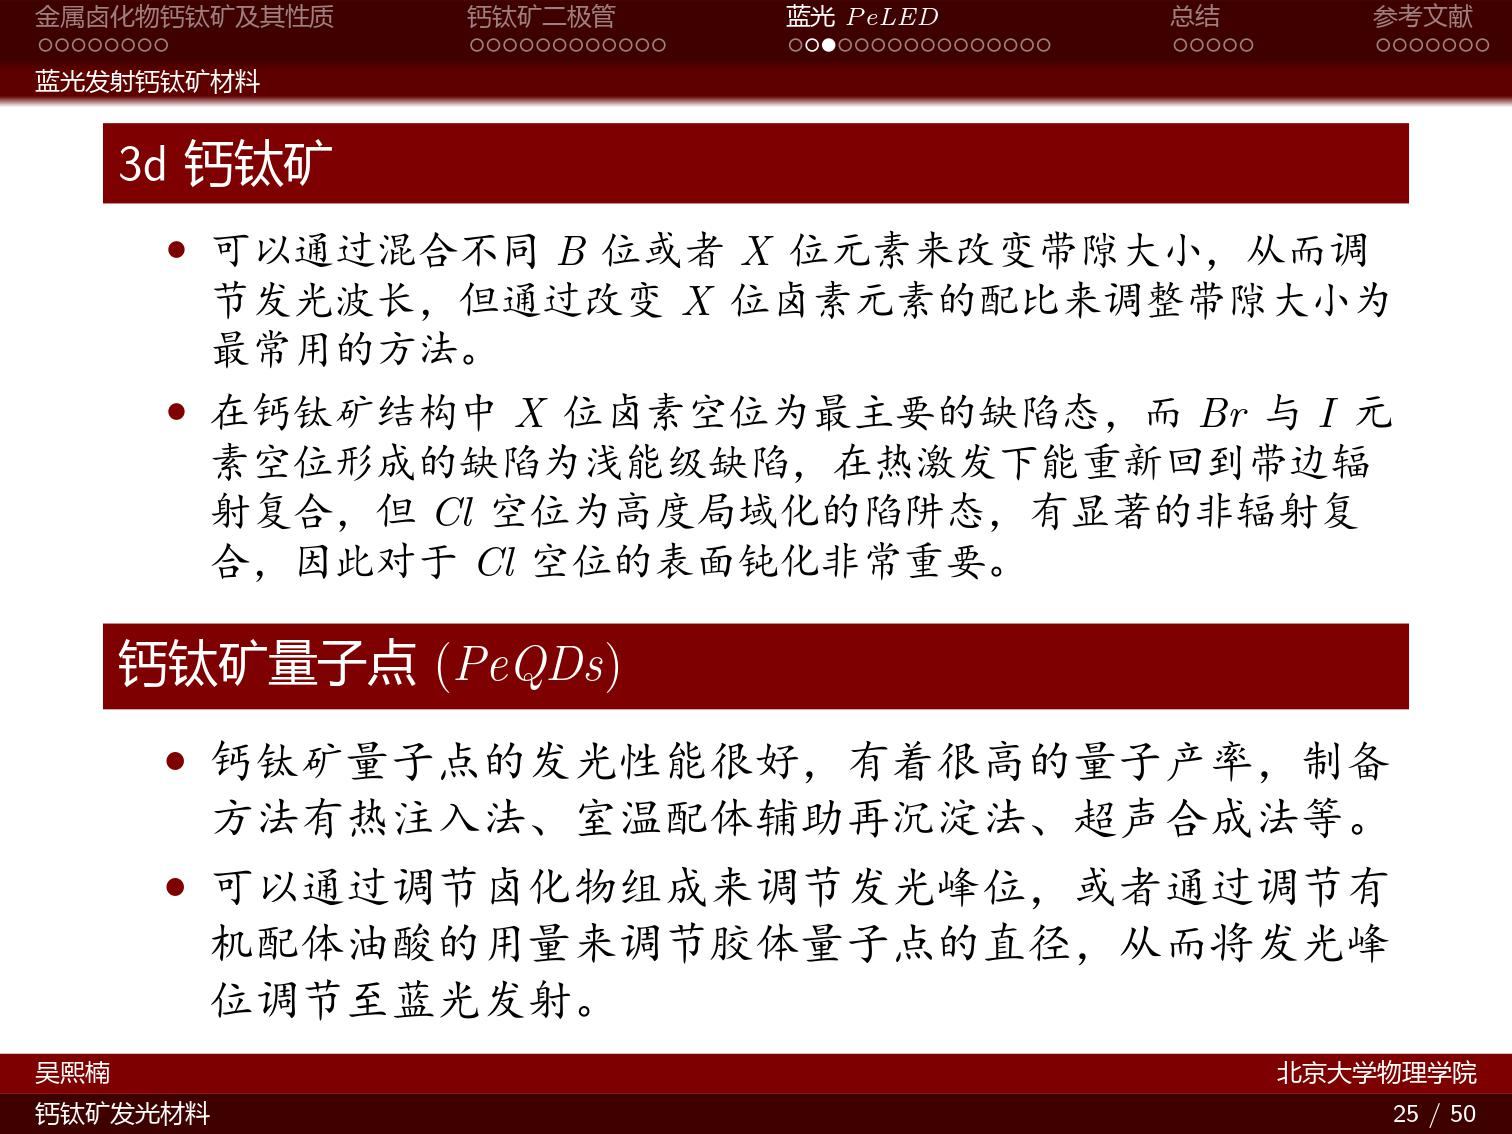 金属卤化物钙钛矿及其性质 钙钛矿二极管 蓝光 PeLED 总结 参考文献
蓝光发射钙钛矿材料
3d 钙钛矿
• 可以通过混合不同 B 位或者 X 位元素来改变带隙大小，从而调
节发光波长，但通过改变 X 位卤素元素的配比来调整带隙大小为
最常用的方法。
• 在钙钛矿结构中 X 位卤素空位为最主要的缺陷态，而 Br 与 I 元
素空位形成的缺陷为浅能级缺陷，在热激发下能重新回到带边辐
射复合，但 Cl 空位为高度局域化的陷阱态，有显著的非辐射复
合，因此对于 Cl 空位的表面钝化非常重要。
钙钛矿量子点 (PeQDs)
• 钙钛矿量子点的发光性能很好，有着很高的量子产率，制备
方法有热注入法、室温配体辅助再沉淀法、超声合成法等。
• 可以通过调节卤化物组成来调节发光峰位，或者通过调节有
机配体油酸的用量来调节胶体量子点的直径，从而将发光峰
位调节至蓝光发射。
吴熙楠 北京大学物理学院
钙钛矿发光材料 25 / 50